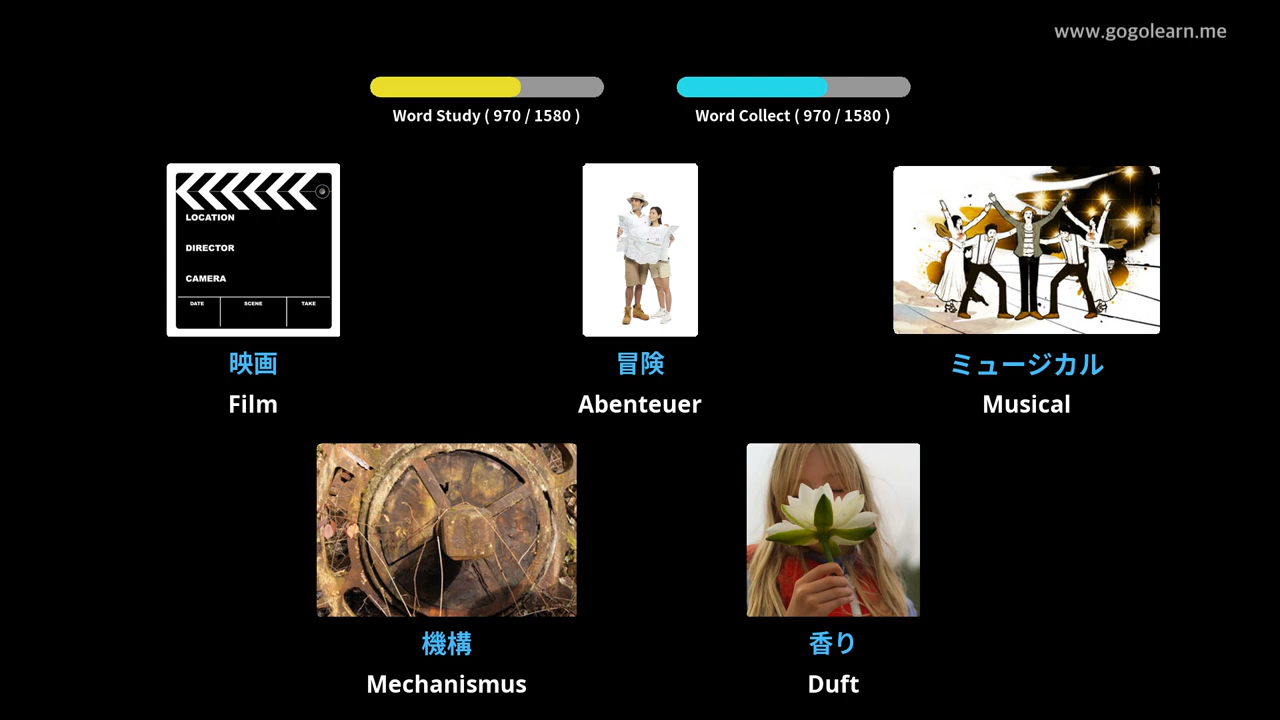 www.gogolearn.me
Word Study ( 970 / 1580 )
Word Collect ( 970 / 1580 )
LOCATION
DIRECTOR
CAMERA
DATE
SCENE
TAKE
映画
冒険
ミュージカル
Film
Abenteuer
Musical
機構
香り
Mechanismus
Duft